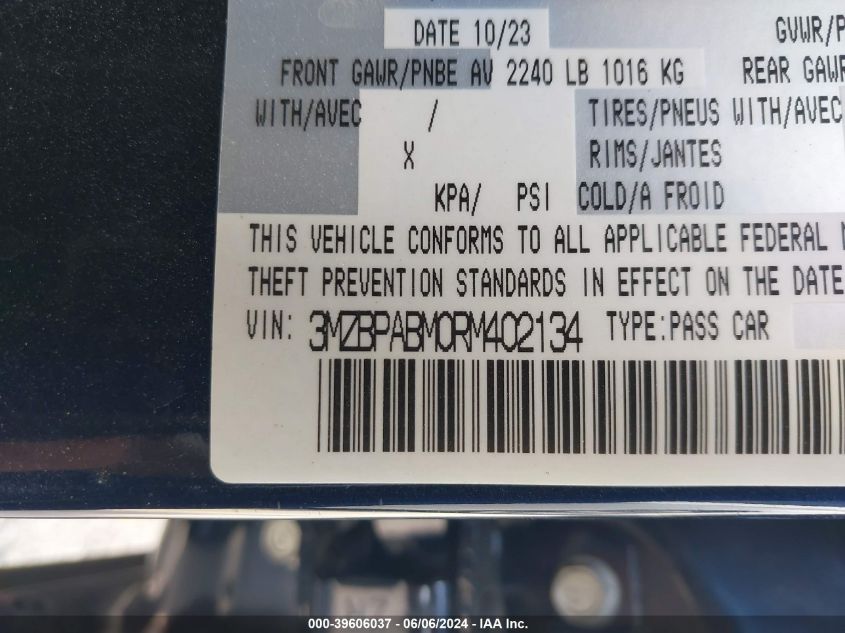 DATE 10/23 GVWR/P
FRONT GAWR/PNBE AV 2240 LB 1016 KG REAR GAWR
WITH/AVEC / TIRES/PNEUS WITH/AVEC
X RIMS/JANTES
KPA/ PSI COLD/A FROID
THIS VEHICLE CONFORMS TO ALL APPLICABLE FEDERAL
THEFT PREVENTION STANDARDS IN EFFECT ON THE DATE
VIN: 3MZBPABM0RM402134 TYPE:PASS CAR
000-39606037 - 06/06/2024 - IAA Inc.